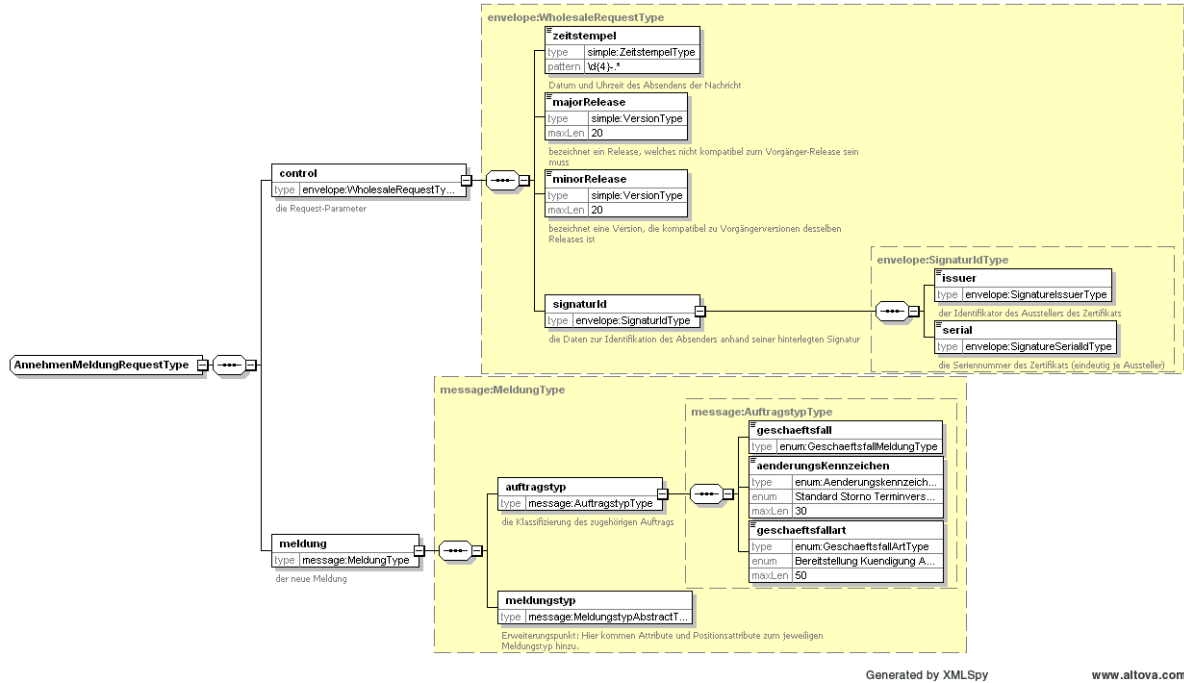 envelope:WholesaleRequestType
zeitstempel
type simple:ZeitstempelType
pattern \d{4}-.*
Datum und Uhrzeit des Absendens der Nachricht
majorRelease
type simple:VersionType
maxLen 20
bezeichnet ein Release, welches nicht kompatibel zum Vorgänger-Release sein
muss
control
type envelope:WholesaleRequestTy...
die Request-Parameter
minorRelease
type simple:VersionType
maxLen 20
bezeichnet eine Version, die kompatibel zu Vorgängerversionen desselben
Releases ist
envelope:SignaturIdType
issuer
type envelope:SignatureIssuerType
der Identifikator des Ausstellers des Zertifikats
signaturId
type envelope:SignaturIdType
die Daten zur Identifikation des Absenders anhand seiner hinterlegten Signatur
serial
type envelope:SignatureSerialIdType
die Seriennummer des Zertifikats (eindeutig je Aussteller)
AnnehmenMeldungRequestType
message:MeldungType
message:AuftragstypType
geschaeftsfall
type enum:GeschaeftsfallMeldungType
aenderungsKennzeichen
type enum:Aenderungskennzeich...
enum Standard Storno Terminvers...
maxLen 30
auftragstyp
type message:AuftragstypType
die Klassifizierung des zugehörigen Auftrags
geschaeftsfallart
type enum:GeschaeftsfallArtType
enum Bereitstellung Kuendigung A...
maxLen 50
meldung
type message:MeldungType
der neue Meldung
meldungstyp
type message:MeldungstypAbstractT...
Erweiterungspunkt: Hier kommen Attribute und Positionsattribute zum jeweiligen
Meldungstyp hinzu.
Generated by XMLSpy www.altova.com